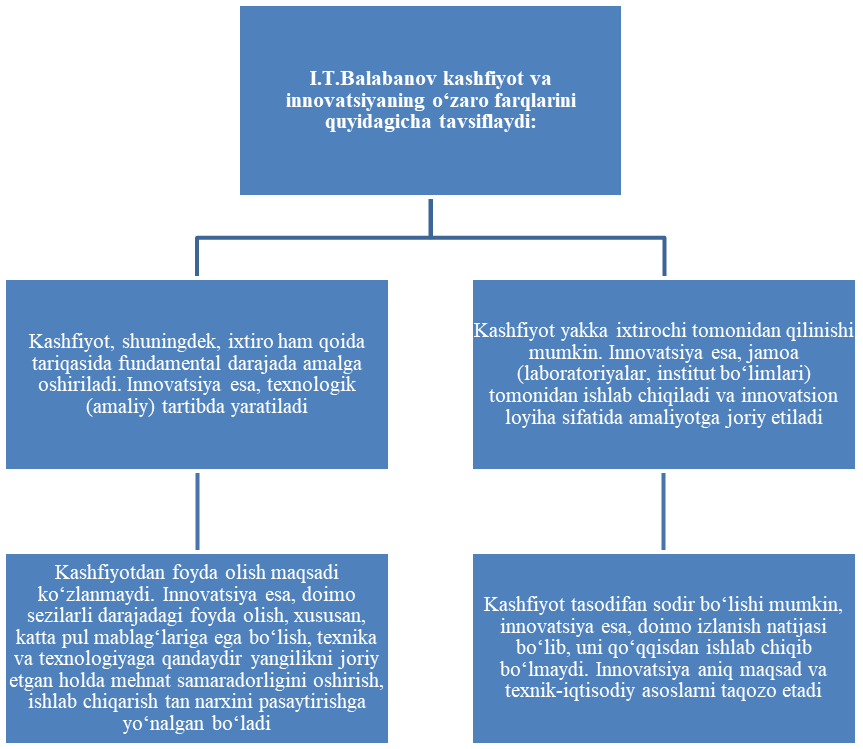 I.T.Balabanov kashfiyot va
innovatsiyaning o‘zaro farqlarini
quyidagicha tavsiflaydi:
Kashfiyot, shuningdek, ixtiro ham qoida
tariqasida fundamental darajada amalga
oshiriladi. Innovatsiya esa, texnologik
(amaliy) tartibda yaratiladi
Kashfiyot yakka ixtirochi tomonidan qilinishi
mumkin. Innovatsiya esa, jamoa
(laboratoriyalar, institut bo‘limlari)
tomonidan ishlab chiqiladi va innovatsion
loyiha sifatida amaliyotga joriy etiladi
Kashfiyotdan foyda olish maqsadi
ko‘zlanmaydi. Innovatsiya esa, doimo
sezilarli darajadagi foyda olish, xususan,
katta pul mablag‘lariga ega bo‘lish, texnika
va texnologiyaga qandaydir yangilikni joriy
etgan holda mehnat samaradorligini oshirish,
ishlab chiqarish tan narxini pasaytirishga
yo‘nalgan bo‘ladi
Kashfiyot tasodifan sodir bo‘lishi mumkin,
innovatsiya esa, doimo izlanish natijasi
bo‘lib, uni qo‘qqisdan ishlab chiqib
bo‘lmaydi. Innovatsiya aniq maqsad va
texnik-iqtisodiy asoslarni taqozo etadi